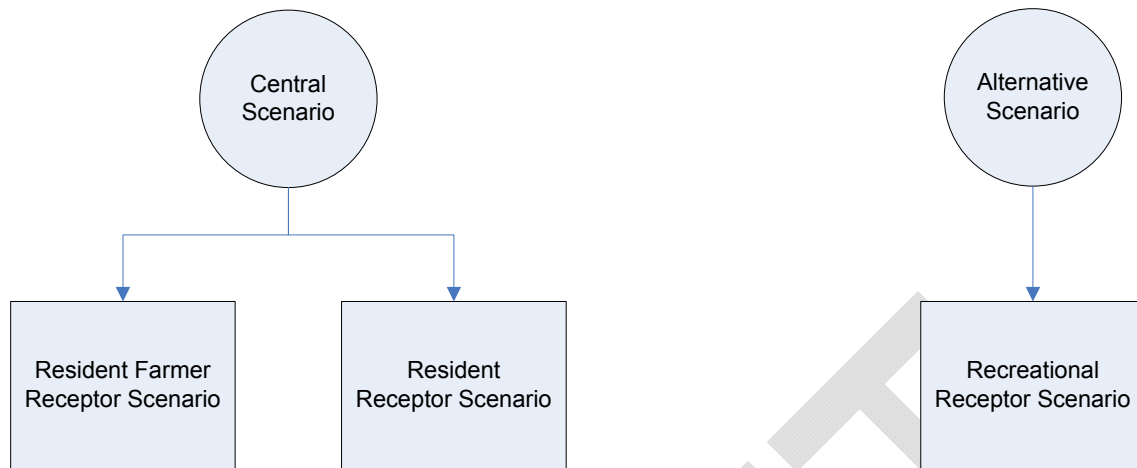 Central
Scenario
Alternative
Scenario
Resident Farmer
Receptor Scenario
Resident
Receptor Scenario
Recreational
Receptor Scenario